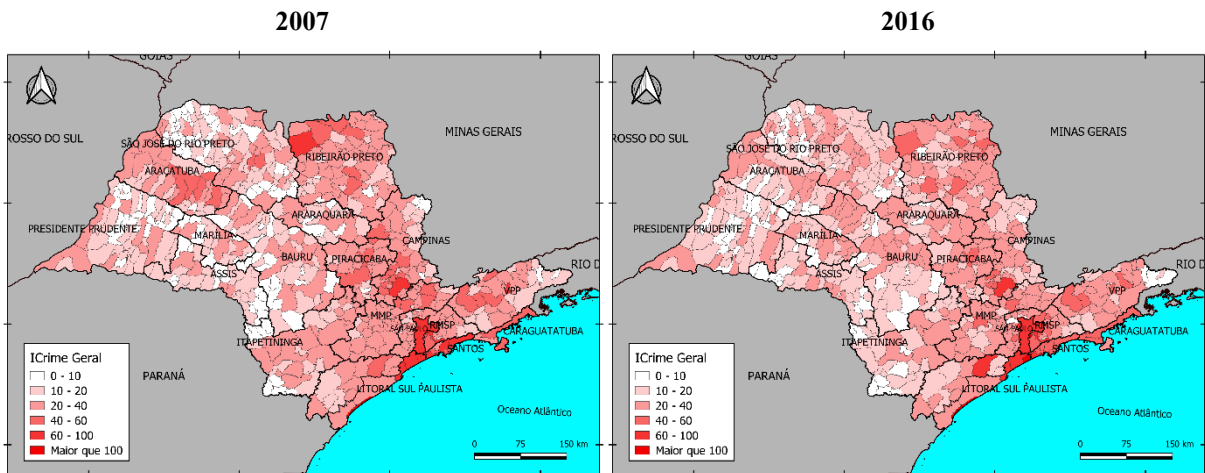 2007
2016
GOIAS
ROSSO DO SUL
MINAS GERAIS
SÃO JOSÉ DO RIO PRETO
RIBEIRÃO PRETO
ARAÇATUBA
ARARAQUARA
PRESIDENTE PRUDENTE
MARÍLIA
CAMPINAS
BAURU
PIRACICABA
ASSIS
RIO D
VPP
MMP
RMSP
CARAGUATATUBA
SANTOS
ITAPETININGA
PARANÁ
LITORAL SUL PAULISTA
Oceano Atlântico
ICrime Geral
0 - 10
10 - 20
20 - 40
40 - 60
60 - 100
Maior que 100
0 75 150 km
GOIAS
ROSSO DO SUL
MINAS GERAIS
SÃO JOSÉ DO RIO PRETO
RIBEIRÃO PRETO
ARAÇATUBA
ARARAQUARA
PRESIDENTE PRUDENTE
MARÍLIA
CAMPINAS
BAURU
PIRACICABA
ASSIS
RIO D
VPP
MMP
RMSP
CARAGUATATUBA
SANTOS
ITAPETININGA
PARANÁ
LITORAL SUL PAULISTA
Oceano Atlântico
ICrime Geral
0 - 10
10 - 20
20 - 40
40 - 60
60 - 100
Maior que 100
0 75 150 km